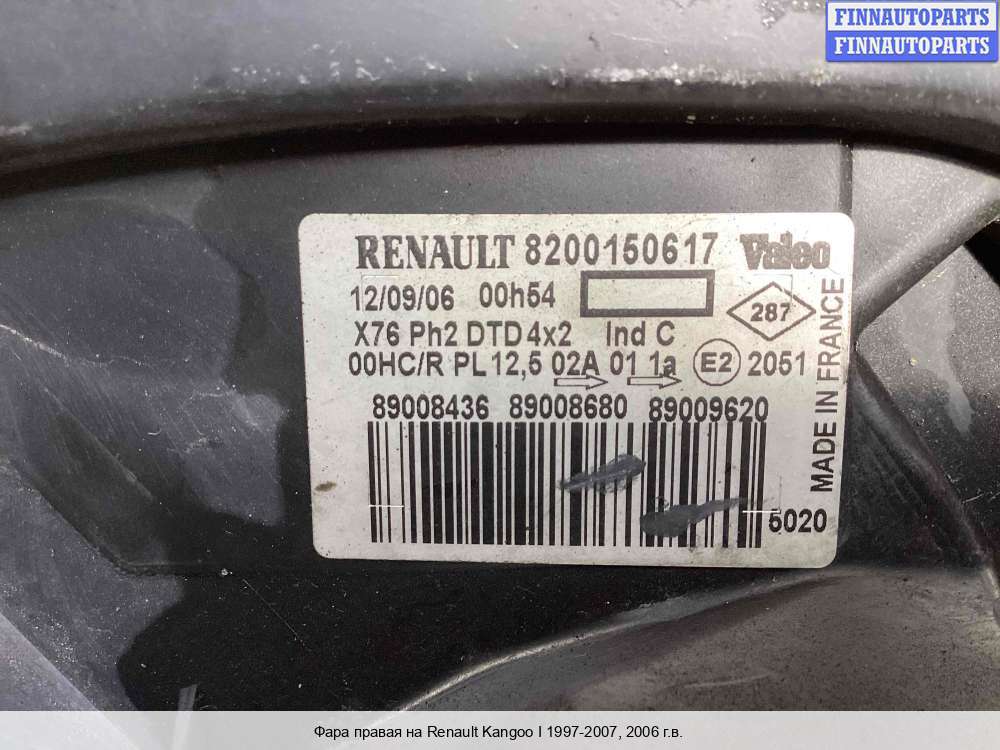 FINNAUTOPARTS
FINNAUTOPARTS
RENAULT 8200150617 Valeo
12/09/06 00h54
287
X76 Ph2 DTD 4x2 Ind C
00HC/R PL 12,5 02A 01 1a E2 2051
89008436 89008680 89009620
5020
MADE IN FRANCE
Фара правая на Renault Kangoo I 1997-2007, 2006 г.в.